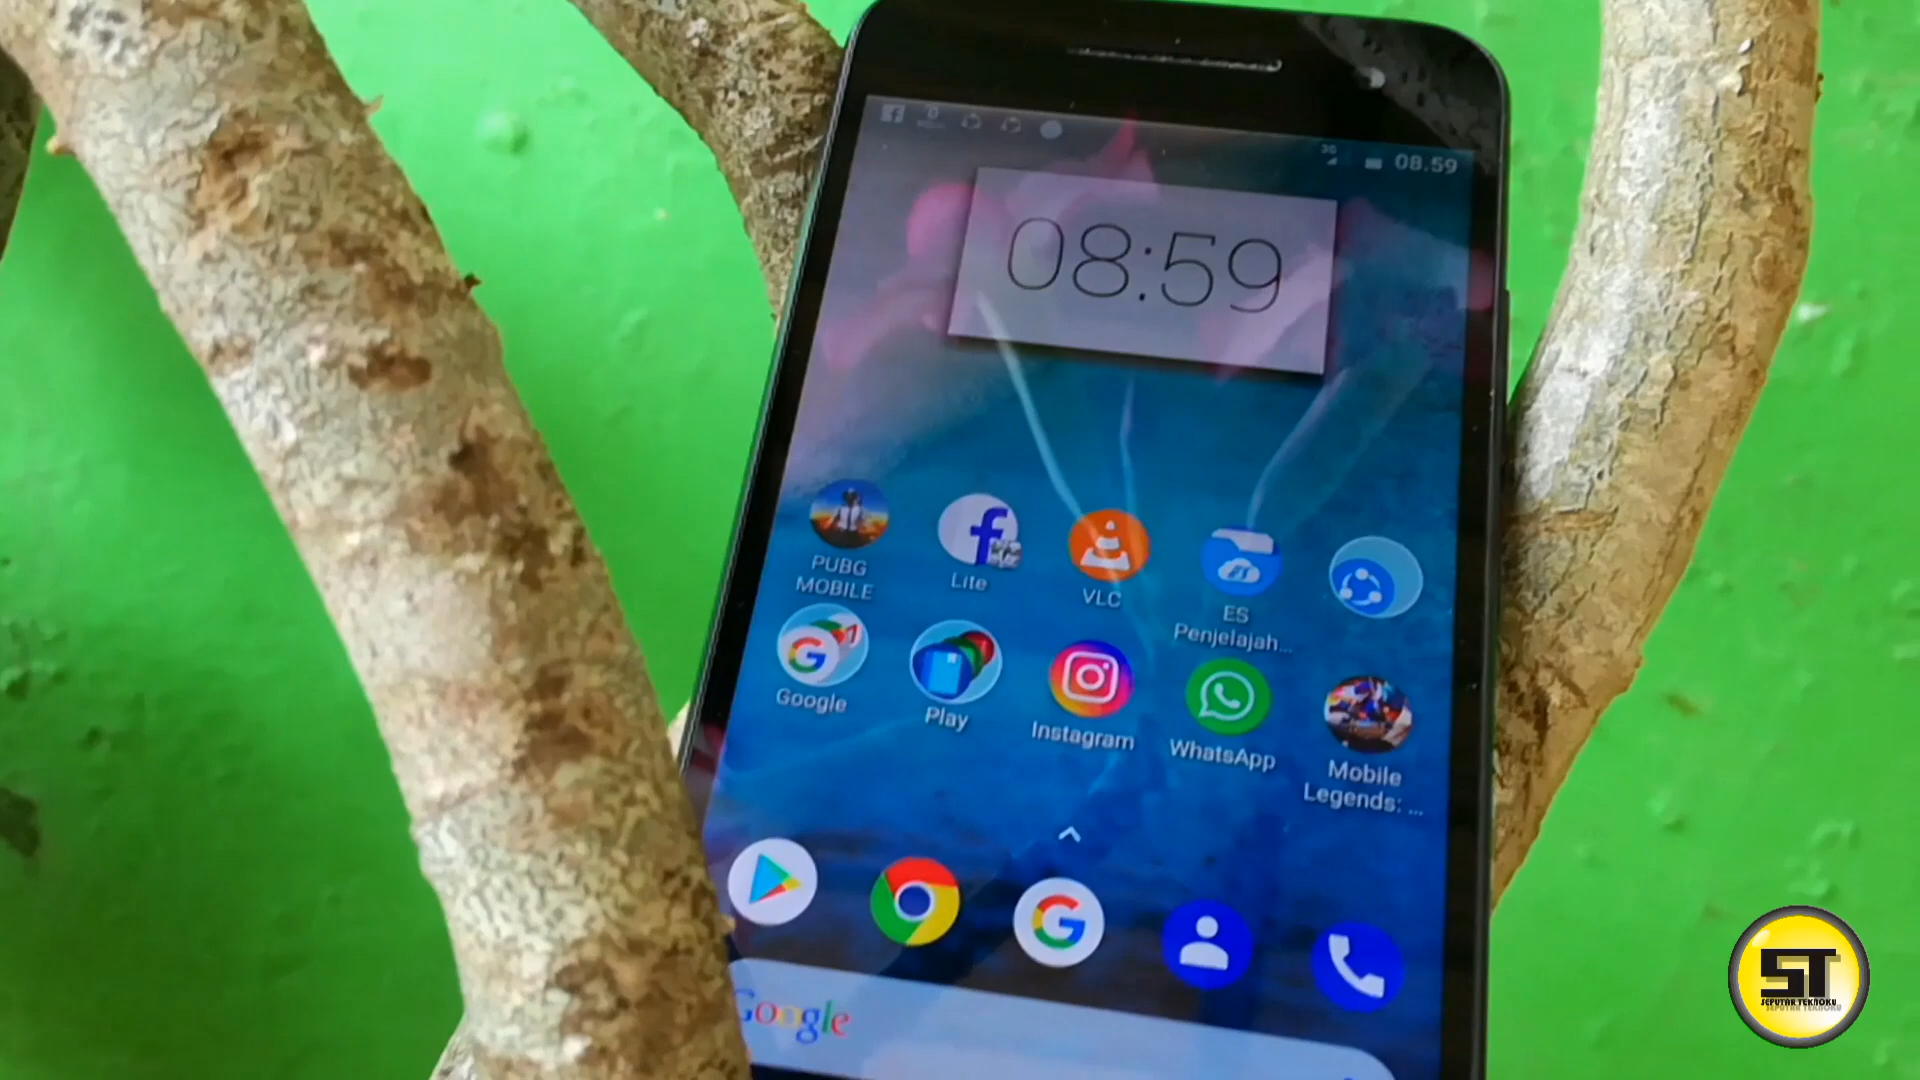 3G
08.59
08:59
PUBG
MOBILE
Lite
VLC
ES
Penjelajah...
Google
Play
Instagram
WhatsApp
Mobile
Legends: ...
Google
ST
SEPUTAR TEKNOKU